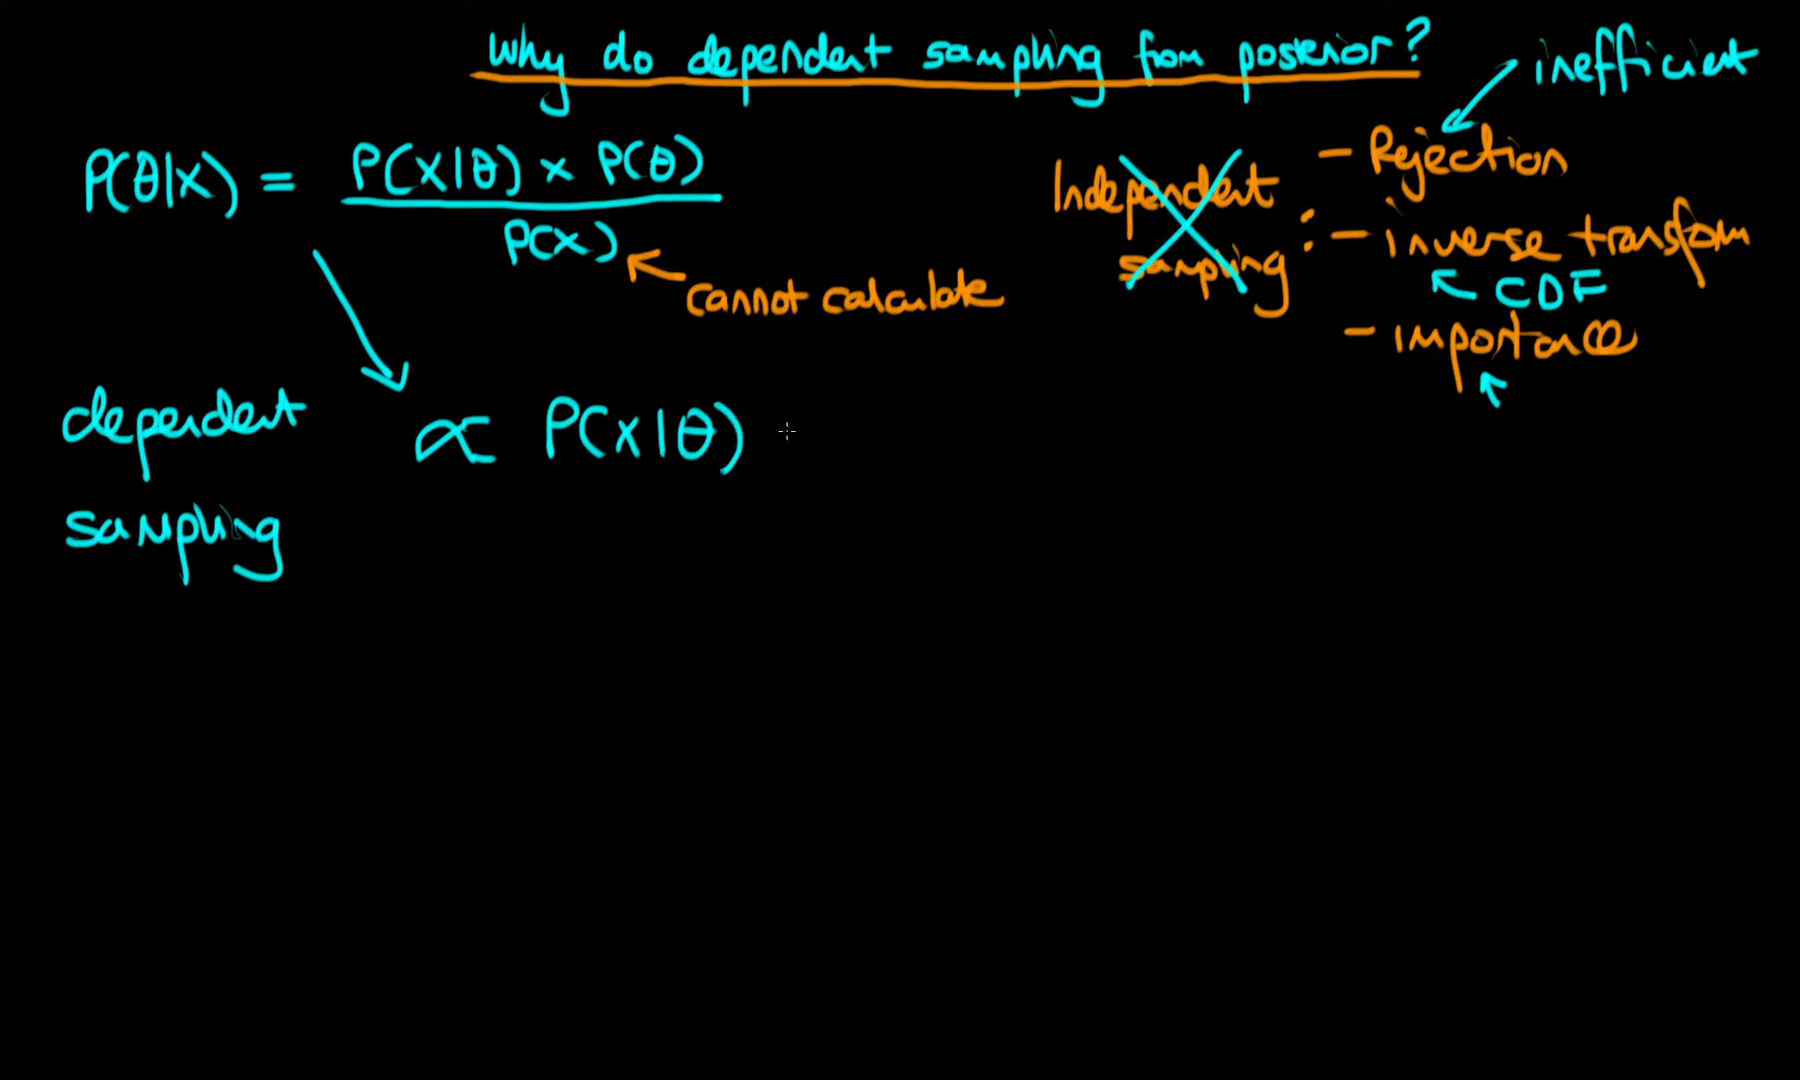 Why do dependent sampling from posterior?
inefficient
P(θ|X) = P(X|θ) × P(θ)
P(X)
cannot calculate
Independent
sampling :
- Rejection
- inverse transform
CDF
- importance
dependent
sampling
∝ P(X|θ)